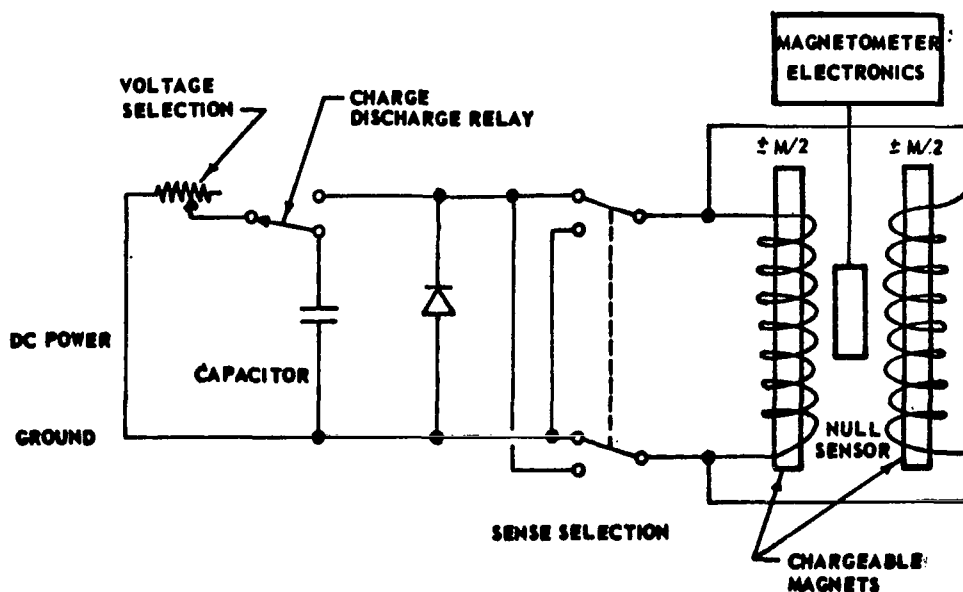 MAGNETOMETER
ELECTRONICS
VOLTAGE
SELECTION
CHARGE
DISCHARGE RELAY
± M/2
± M/2
DC POWER
CAPACITOR
GROUND
NULL
SENSOR
SENSE SELECTION
CHARGEABLE
MAGNETS